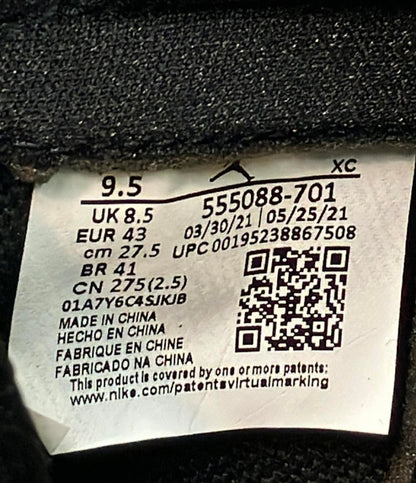 XC
9.5
UK 8.5
EUR 43
cm 27.5
BR 41
CN 275(2.5)
01A7Y6C4SJKJB
555088-701
03/30/21 | 05/25/21
UPC 00195238867508
MADE IN CHINA
HECHO EN CHINA
FABRIQUE EN CHINE
FABRICADO NA CHINA
This product is covered by one or more patents:
www.nike.com/patentsvirtualmarking